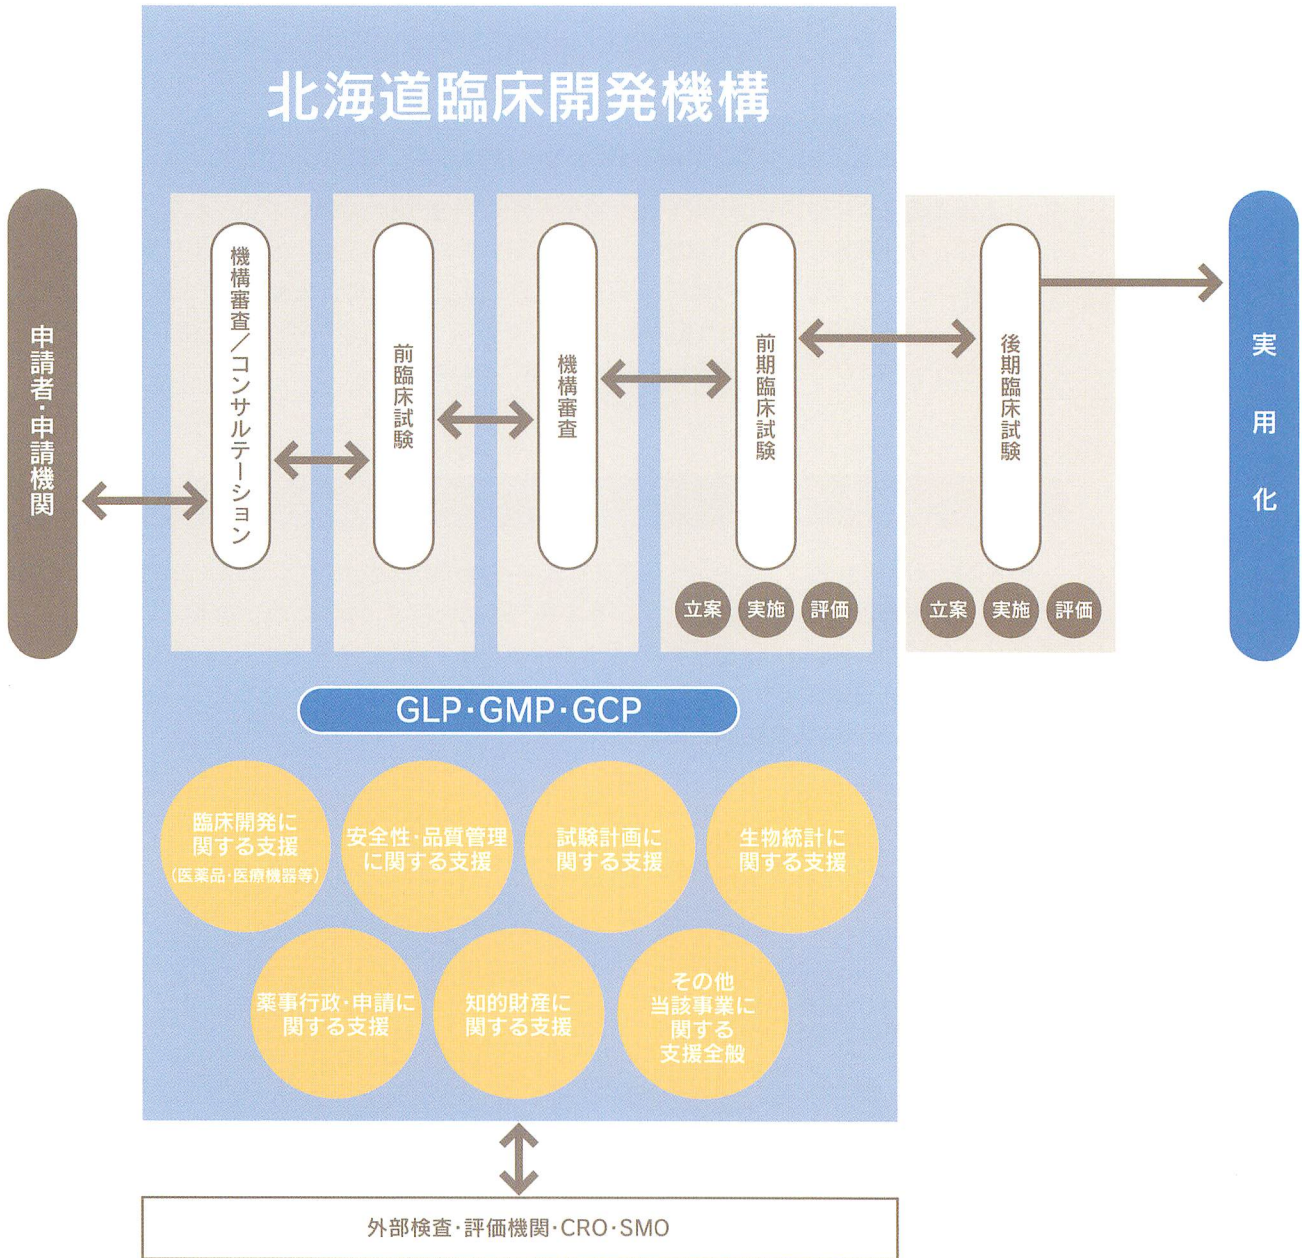 北海道臨床開発機構
申請者・申請機関
機構審査／コンサルテーション
前臨床試験
機構審査
前期臨床試験
立案
実施
評価
後期臨床試験
立案
実施
評価
実用化
GLP・GMP・GCP
臨床開発に
関する支援
(医薬品・医療機器等)
安全性・品質管理
に関する支援
試験計画に
関する支援
生物統計に
関する支援
薬事行政・申請に
関する支援
知的財産に
関する支援
その他
当該事業に
関する
支援全般
外部検査・評価機関・CRO・SMO